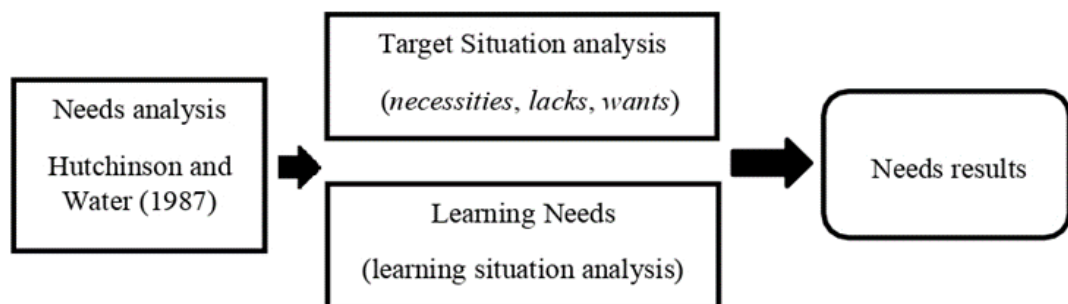 Needs analysis
Hutchinson and
Water (1987)
Target Situation analysis
(necessities, lacks, wants)
Learning Needs
(learning situation analysis)
Needs results